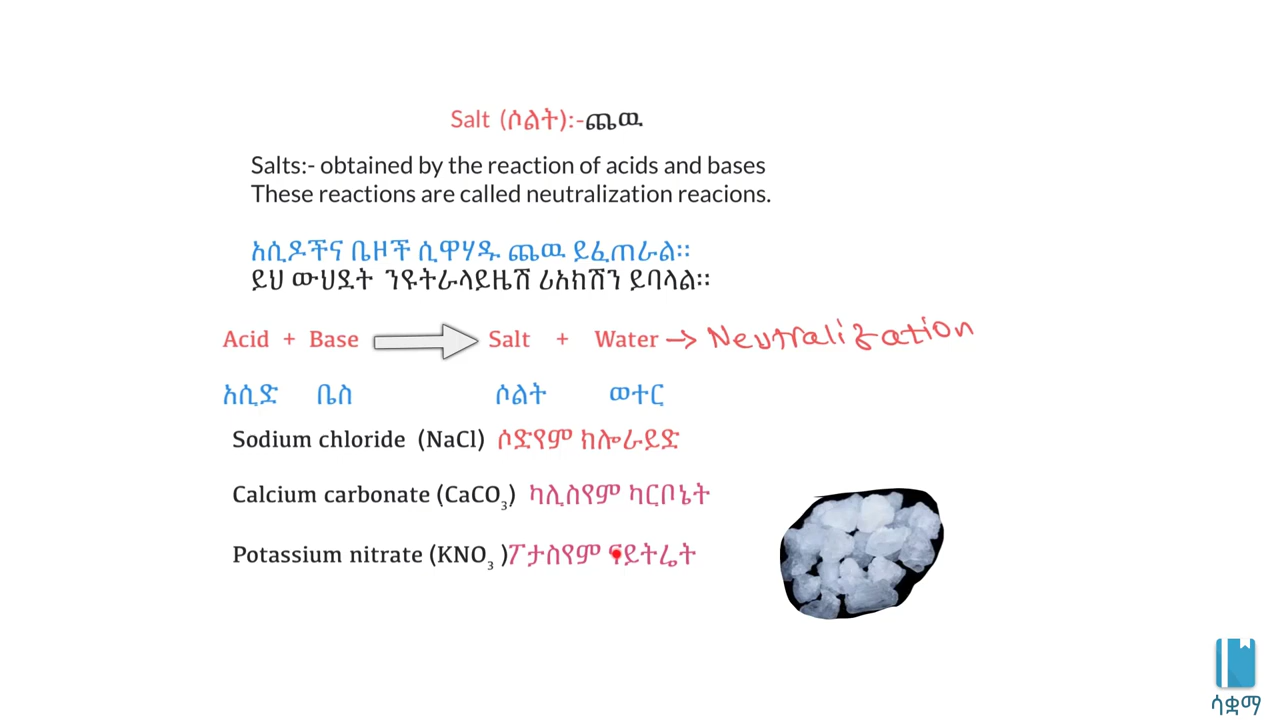 Salt (ሶልት):-ጨዉ
Salts:- obtained by the reaction of acids and bases
These reactions are called neutralization reacions.
አሲዶችና ቤዞች ሲዋሃዱ ጨዉ ይፈጠራል፡፡
ይህ ውህደት ንዩትራላይዜሽ ሪአክሽን ይባላል፡፡
Acid + Base Salt + Water → Neutralization
አሲድ ቤስ ሶልት ወተር
Sodium chloride (NaCl) ሶድየም ክሎራይድ
Calcium carbonate (CaCO₃) ካሊስየም ካርቦኔት
Potassium nitrate (KNO₃ )ፖታስየም ናይትሬት
ሳቋማ